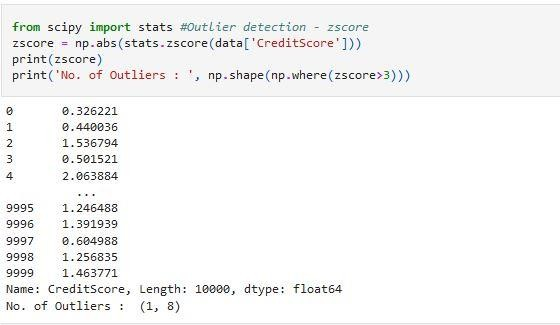 from scipy import stats #Outlier detection - zscore
zscore = np.abs(stats.zscore(data['CreditScore']))
print(zscore)
print('No. of Outliers : ', np.shape(np.where(zscore>3)))
0 0.326221
1 0.440036
2 1.536794
3 0.501521
4 2.063884
...
9995 1.246488
9996 1.391939
9997 0.604988
9998 1.256835
9999 1.463771
Name: CreditScore, Length: 10000, dtype: float64
No. of Outliers :  (1, 8)